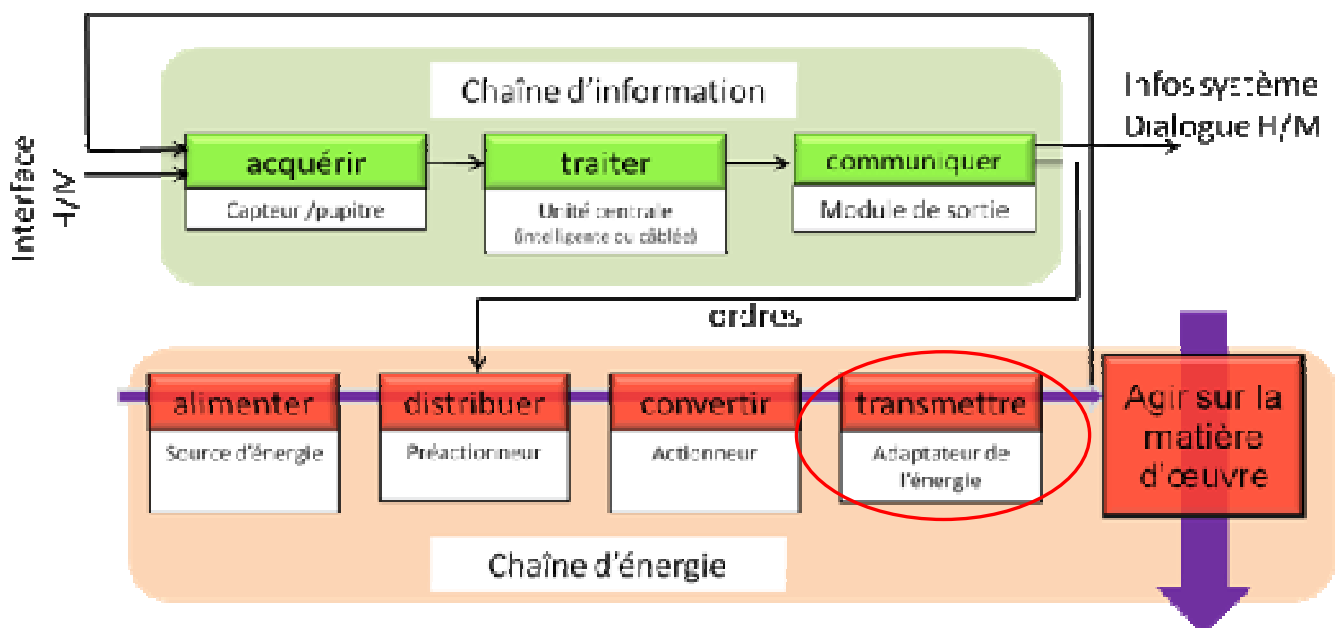 Chaîne d'information
Infos système
Dialogue H/M
Interface
H/M
acquérir
Capteur/pupitre
traiter
Unité centrale
(intelligente ou câblée)
communiquer
Module de sortie
ordres
alimenter
Source d'énergie
distribuer
Préactionneur
convertir
Actionneur
transmettre
Adaptateur de
l'énergie
Agir sur la
matière
d'œuvre
Chaîne d'énergie